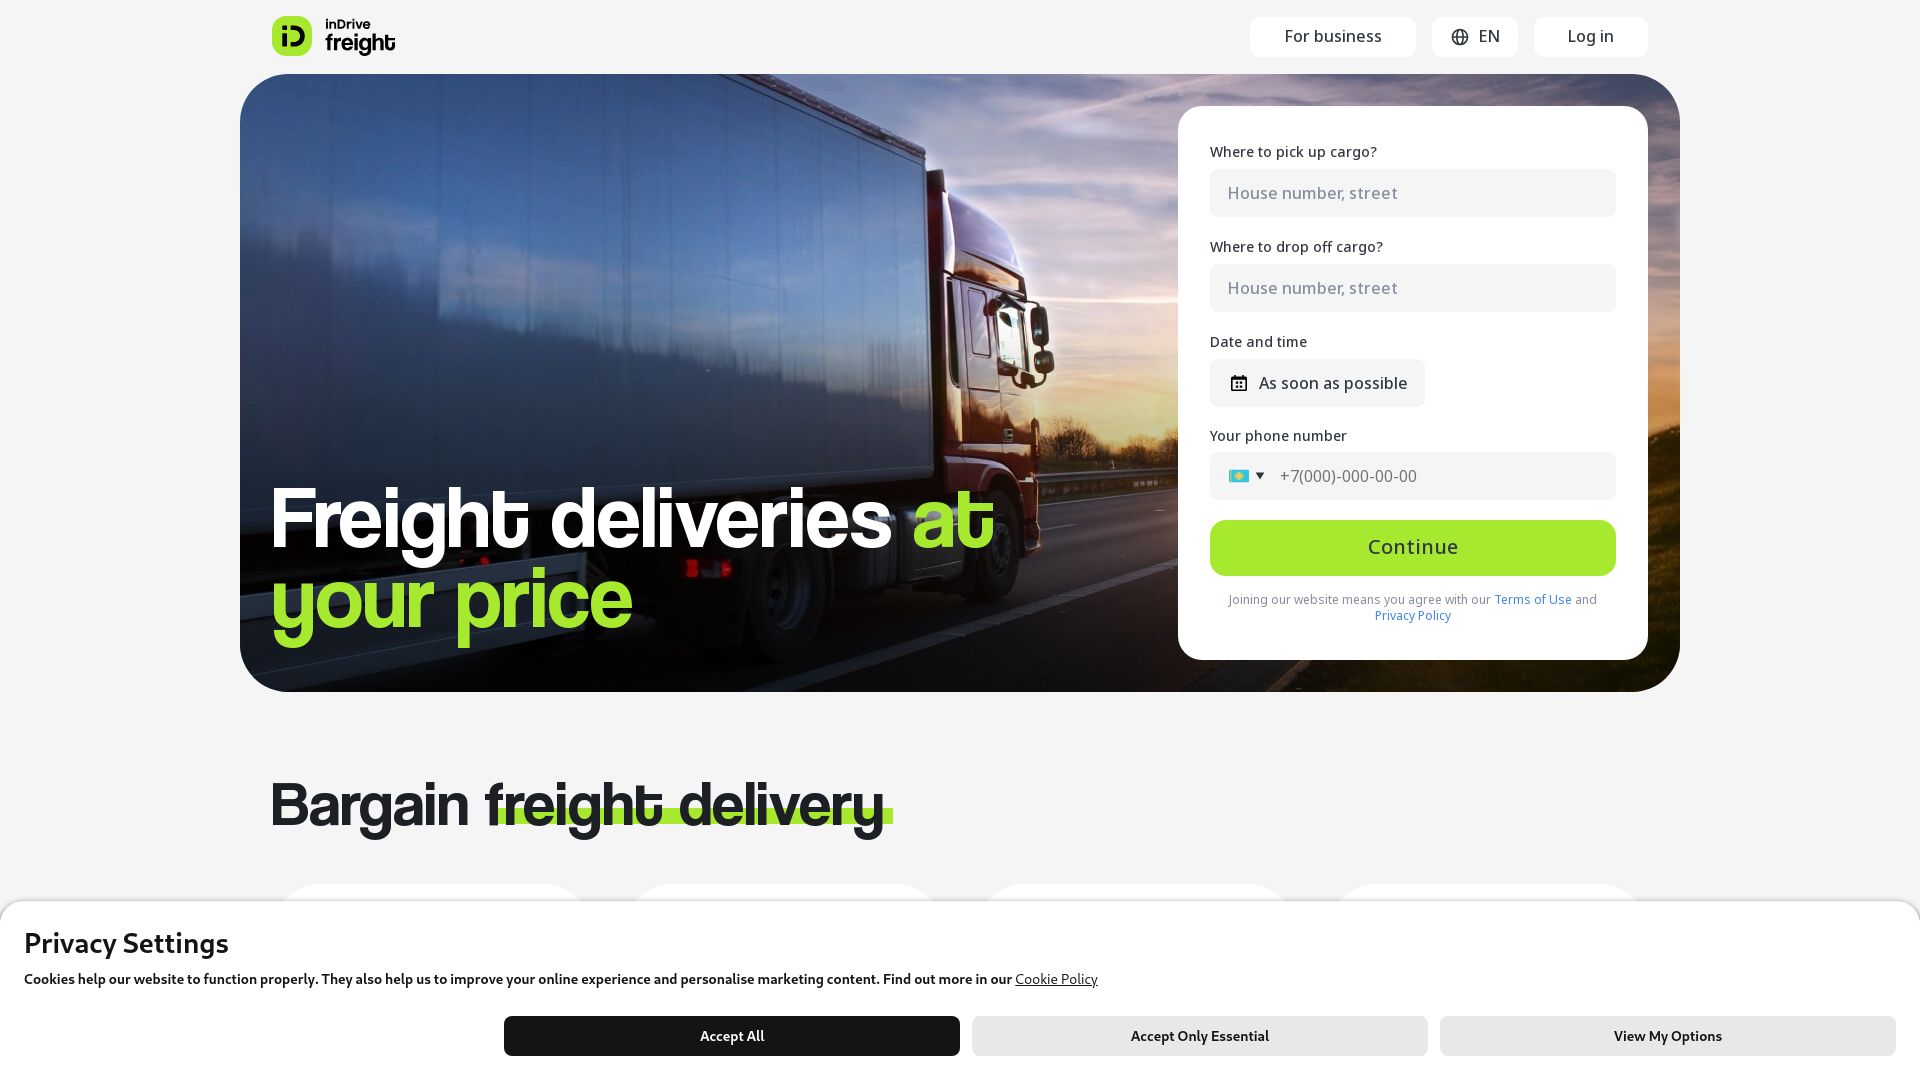 inDrive
freight
For business
EN
Log in
Freight deliveries at
your price
Where to pick up cargo?
House number, street
Where to drop off cargo?
House number, street
Date and time
As soon as possible
Your phone number
+7(000)-000-00-00
Continue
Joining our website means you agree with our Terms of Use and
Privacy Policy
Bargain freight delivery
Privacy Settings
Cookies help our website to function properly. They also help us to improve your online experience and personalise marketing content. Find out more in our Cookie Policy
Accept All
Accept Only Essential
View My Options